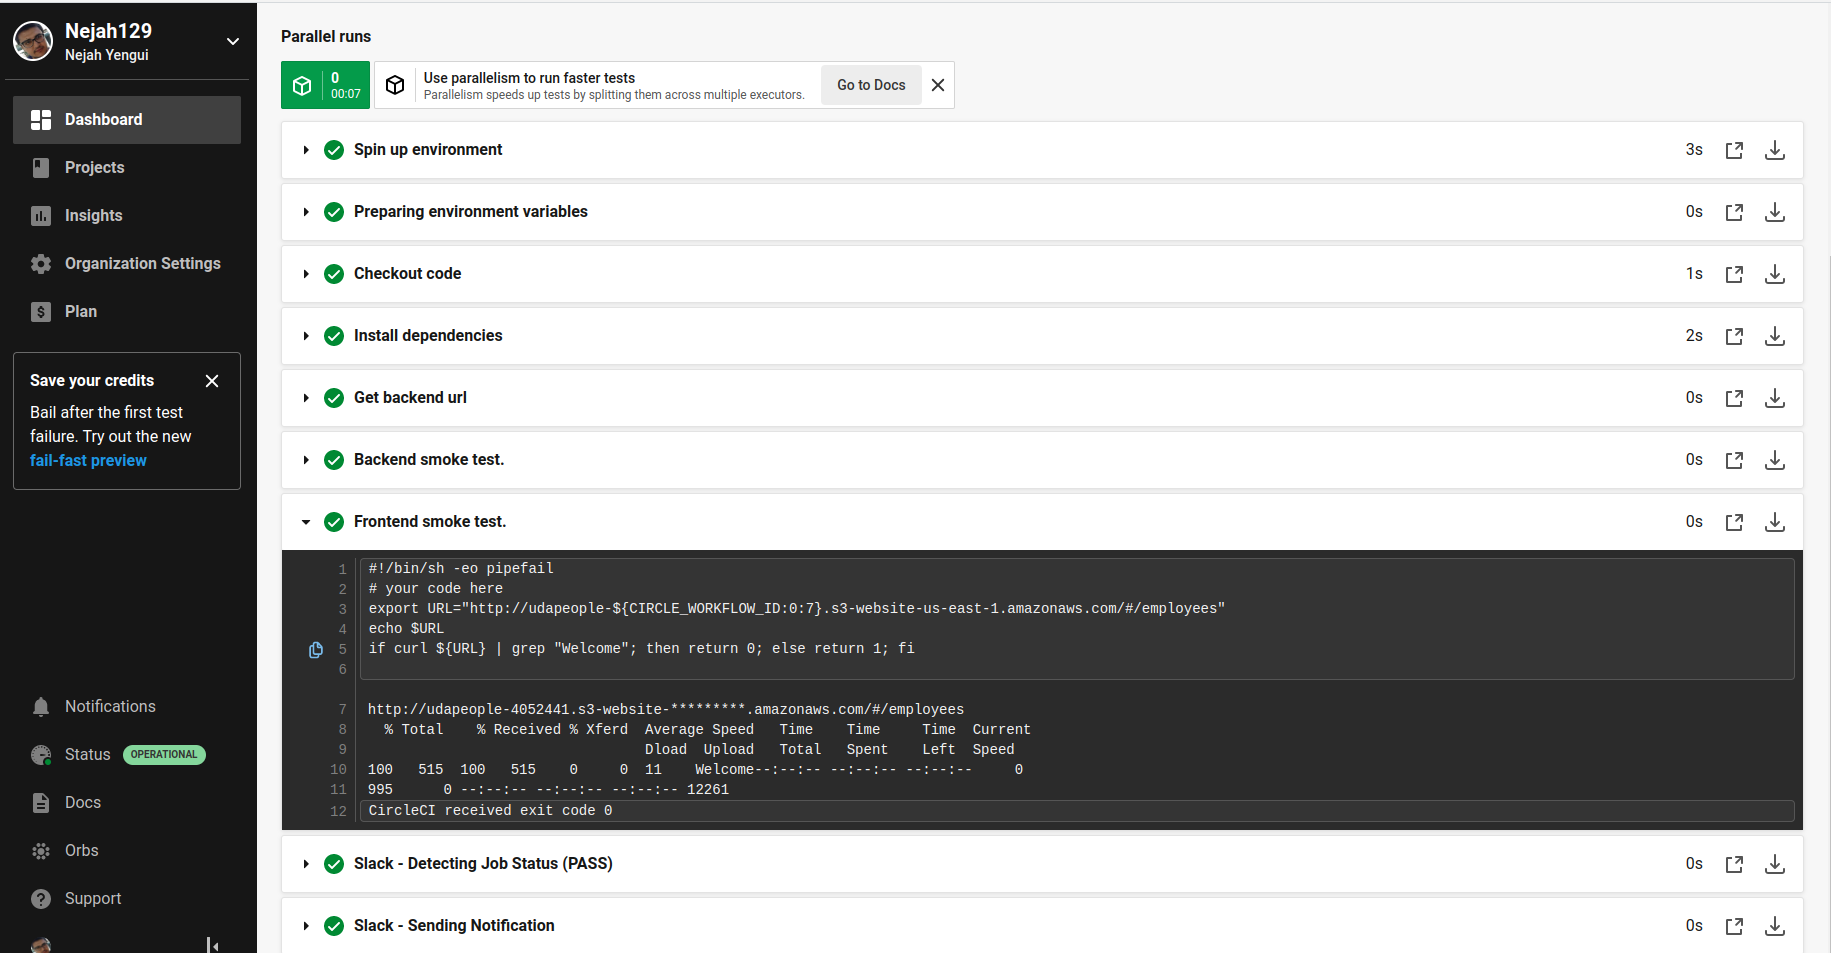 Nejah129
Nejah Yengui
Dashboard
Projects
Insights
Organization Settings
Plan
Save your credits
Bail after the first test
failure. Try out the new
fail-fast preview
Notifications
Status OPERATIONAL
Docs
Orbs
Support
Parallel runs
0
00:07
Use parallelism to run faster tests
Parallelism speeds up tests by splitting them across multiple executors.
Go to Docs
Spin up environment 3s
Preparing environment variables 0s
Checkout code 1s
Install dependencies 2s
Get backend url 0s
Backend smoke test. 0s
Frontend smoke test. 0s
1 #!/bin/sh -eo pipefail
2 # your code here
3 export URL="http://udapeople-${CIRCLE_WORKFLOW_ID:0:7}.s3-website-us-east-1.amazonaws.com/#/employees"
4 echo $URL
5 if curl ${URL} | grep "Welcome"; then return 0; else return 1; fi
6
7 http://udapeople-4052441.s3-website-*********.amazonaws.com/#/employees
8   % Total    % Received % Xferd  Average Speed   Time    Time     Time  Current
9                                  Dload  Upload   Total   Spent    Left  Speed
10 100   515  100   515    0     0  11    Welcome--:--:-- --:--:-- --:--:--     0
11 995      0 --:--:-- --:--:-- --:--:-- 12261
12 CircleCI received exit code 0
Slack - Detecting Job Status (PASS) 0s
Slack - Sending Notification 0s